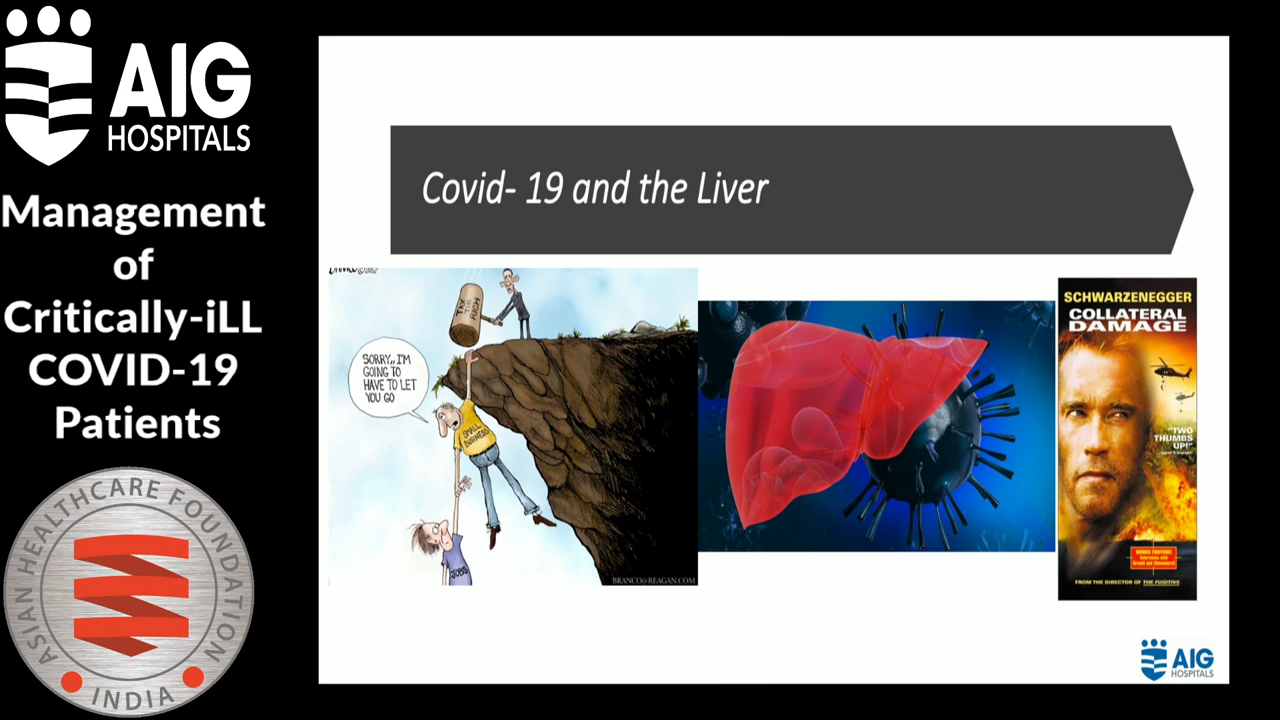 AIG
HOSPITALS
Management
of
Critically-iLL
COVID-19
Patients
ASIAN HEALTHCARE FOUNDATION
INDIA
Covid- 19 and the Liver
SORRY,, I'M
GOING TO
HAVE TO LET
YOU GO
SMALL
BUSINESS
JOBS
BRANCO@REAGAN.COM
SCHWARZENEGGER
COLLATERAL
DAMAGE
"TWO
THUMBS
UP!"
FROM THE DIRECTOR OF THE FUGITIVE
AIG
HOSPITALS